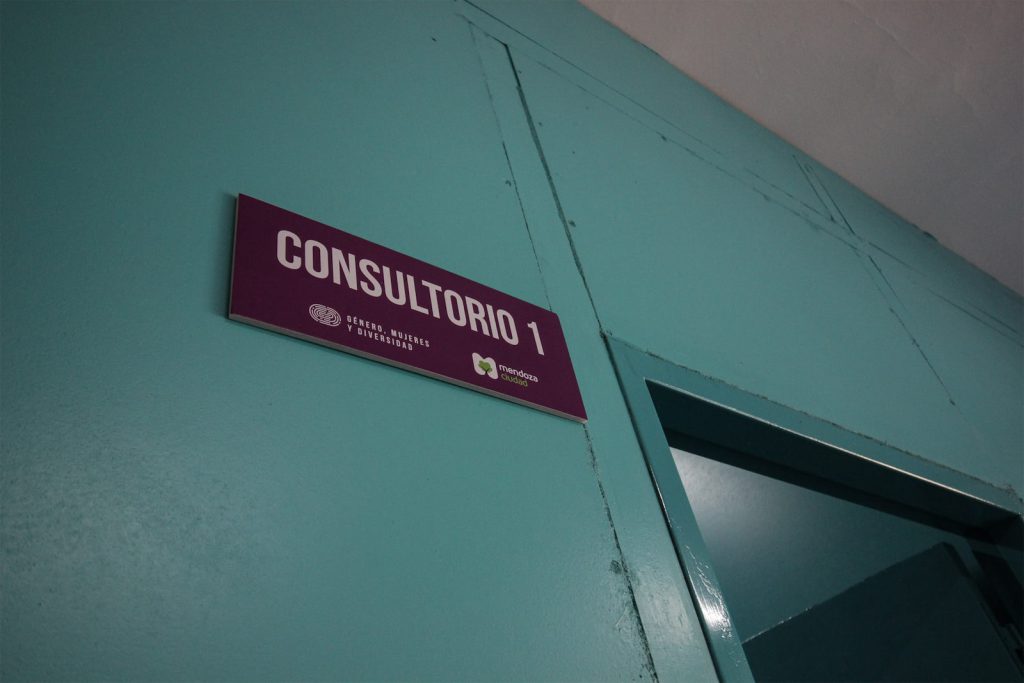 CONSULTORIO 1
GÉNERO, MUJERES
Y DIVERSIDAD
mendoza
ciudad